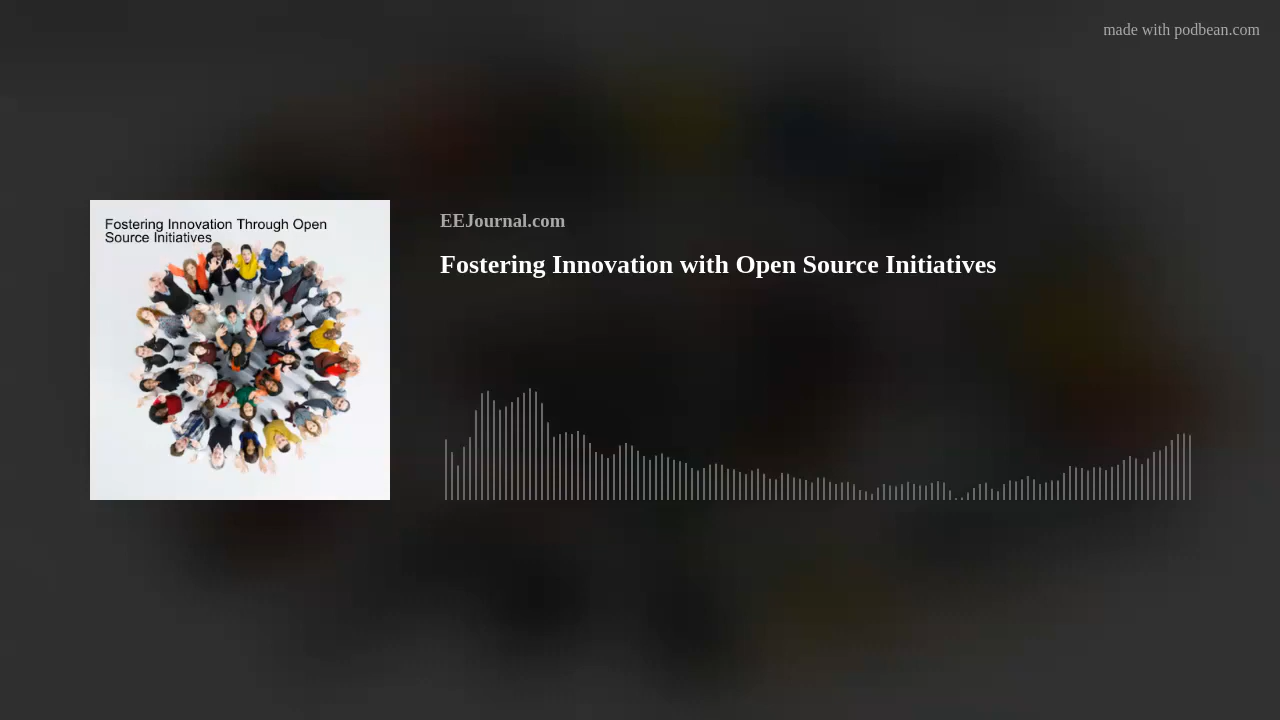 made with podbean.com
Fostering Innovation Through Open
Source Initiatives
EEJournal.com
Fostering Innovation with Open Source Initiatives